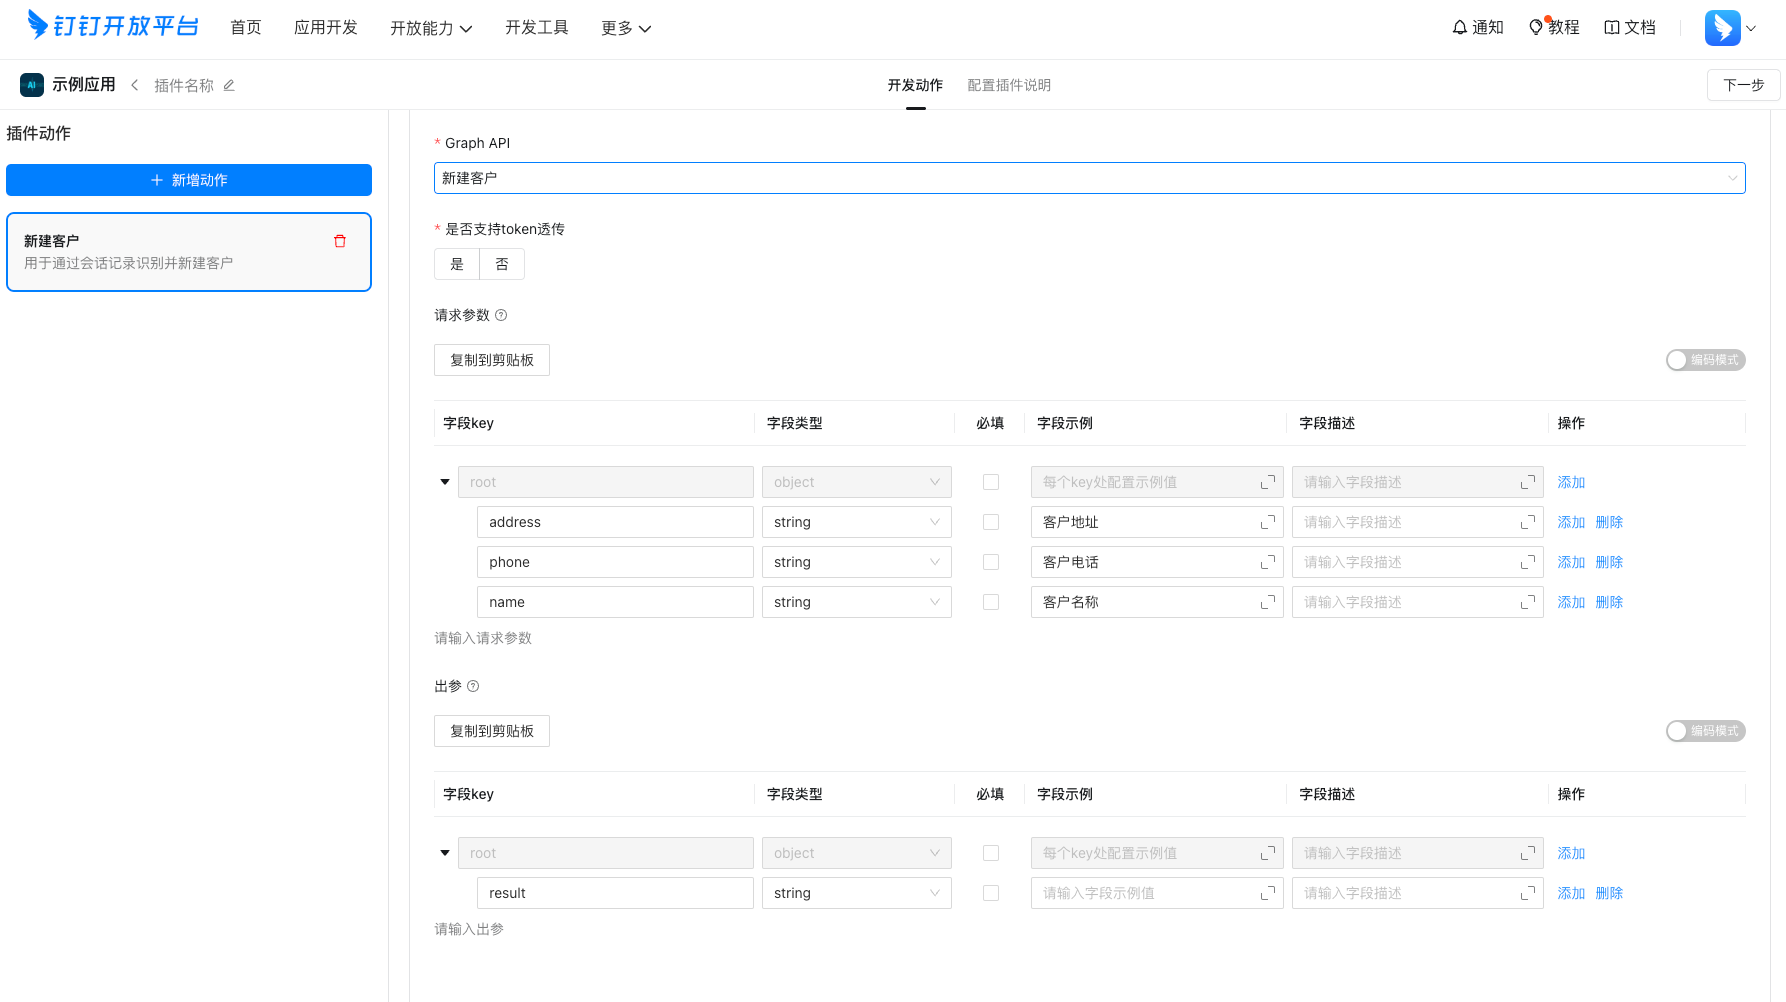 钉钉开放平台 首页 应用开发 开放能力 开发工具 更多 通知 教程 文档
AI 示例应用 插件名称 开发动作 配置插件说明 下一步
插件动作
新增动作
新建客户
用于通过会话记录识别并新建客户
* Graph API
新建客户
* 是否支持token透传
是 否
请求参数
复制到剪贴板 编码模式
字段key 字段类型 必填 字段示例 字段描述 操作
root object 每个key处配置示例值 请输入字段描述 添加
address string 客户地址 请输入字段描述 添加 删除
phone string 客户电话 请输入字段描述 添加 删除
name string 客户名称 请输入字段描述 添加 删除
请输入请求参数
出参
复制到剪贴板 编码模式
字段key 字段类型 必填 字段示例 字段描述 操作
root object 每个key处配置示例值 请输入字段描述 添加
result string 请输入字段示例值 请输入字段描述 添加 删除
请输入出参